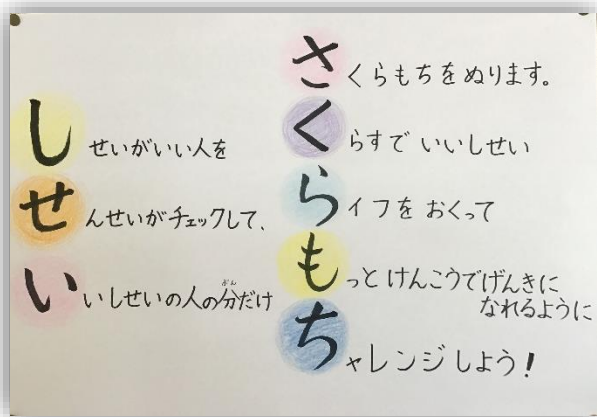 しせいがいい人を
せんせいがチェックして、
ぶん
いいしせいの人の分だけ
さくらもちをぬります。
くらすで いいしせい
らイフを おくって
もっと けんこうでげんきに
なれるように
ちャレンジしよう!